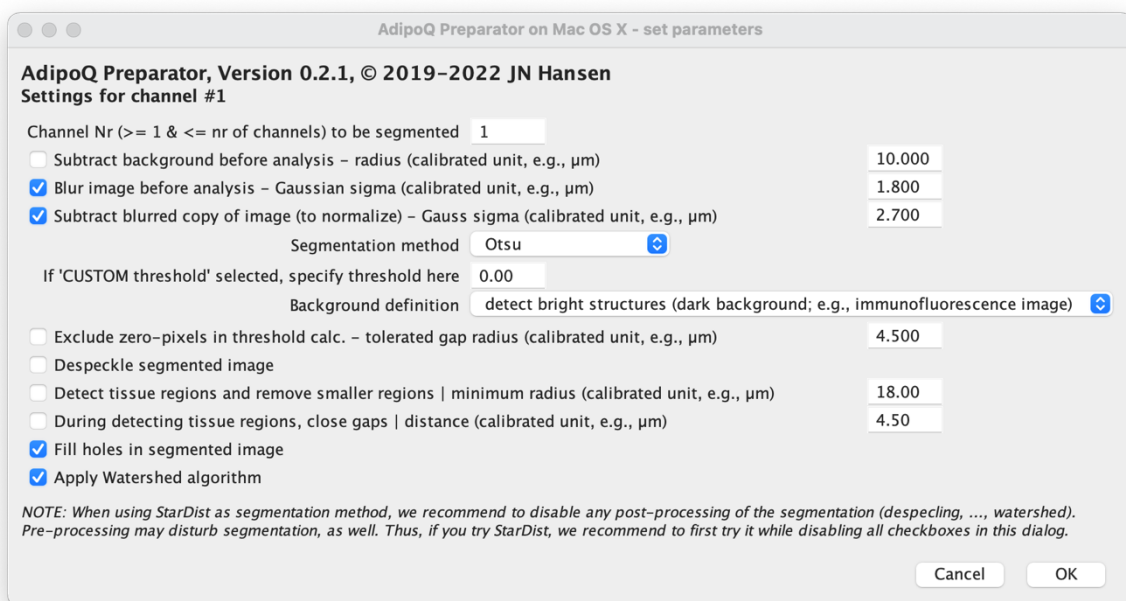 AdipoQ Preparator on Mac OS X - set parameters
AdipoQ Preparator, Version 0.2.1, © 2019-2022 JN Hansen
Settings for channel #1
Channel Nr (>= 1 & <= nr of channels) to be segmented 1
Subtract background before analysis - radius (calibrated unit, e.g., µm) 10.000
Blur image before analysis - Gaussian sigma (calibrated unit, e.g., µm) 1.800
Subtract blurred copy of image (to normalize) - Gauss sigma (calibrated unit, e.g., µm) 2.700
Segmentation method Otsu
If 'CUSTOM threshold' selected, specify threshold here 0.00
Background definition detect bright structures (dark background; e.g., immunofluorescence image)
Exclude zero-pixels in threshold calc. - tolerated gap radius (calibrated unit, e.g., µm) 4.500
Despeckle segmented image
Detect tissue regions and remove smaller regions | minimum radius (calibrated unit, e.g., µm) 18.00
During detecting tissue regions, close gaps | distance (calibrated unit, e.g., µm) 4.50
Fill holes in segmented image
Apply Watershed algorithm
NOTE: When using StarDist as segmentation method, we recommend to disable any post-processing of the segmentation (despecling, ..., watershed).
Pre-processing may disturb segmentation, as well. Thus, if you try StarDist, we recommend to first try it while disabling all checkboxes in this dialog.
Cancel OK